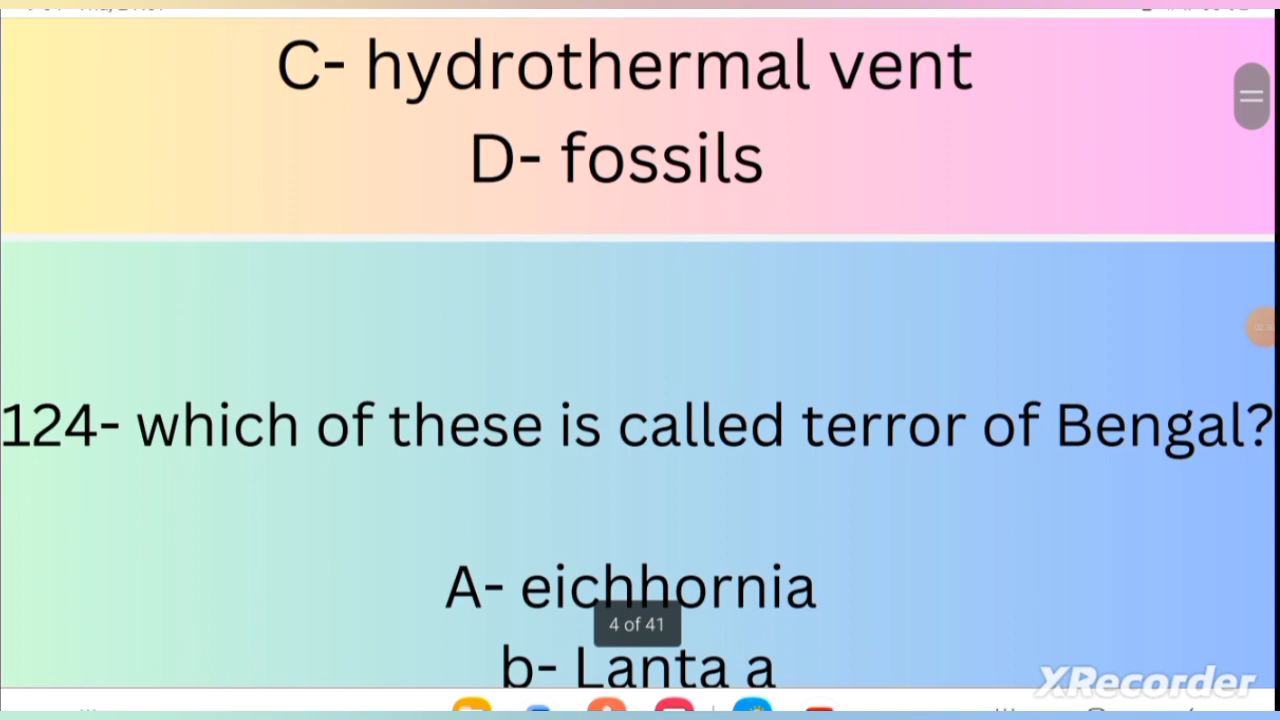 C- hydrothermal vent
D- fossils
124- which of these is called terror of Bengal?
A- eichhornia
4 of 41
b- Lanta a
XRecorder